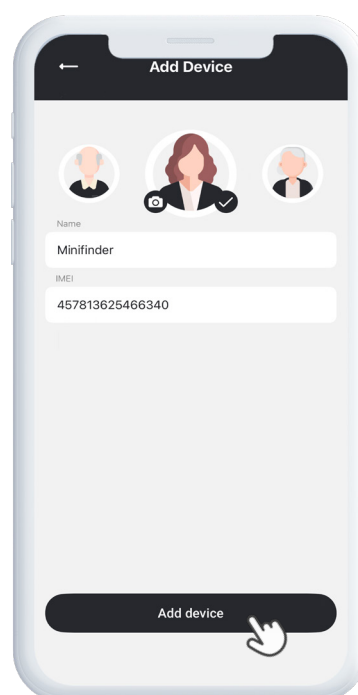 Add Device
Name
Minifinder
IMEI
457813625466340
Add device